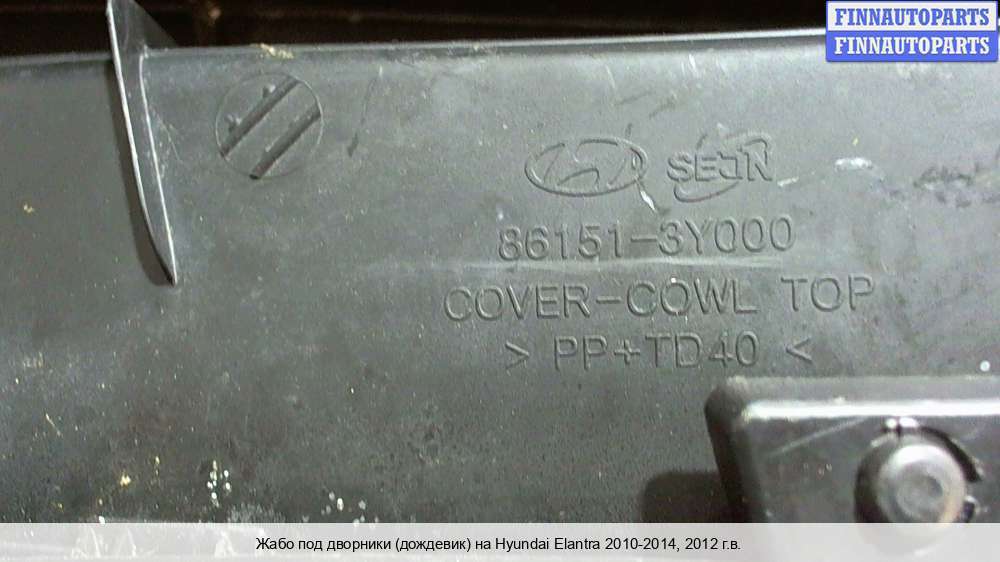 FINNAUTOPARTS
FINNAUTOPARTS
SEJN
86151-3Y000
COVER-COWL TOP
> PP+TD40 <
Жабо под дворники (дождевик) на Hyundai Elantra 2010-2014, 2012 г.в.